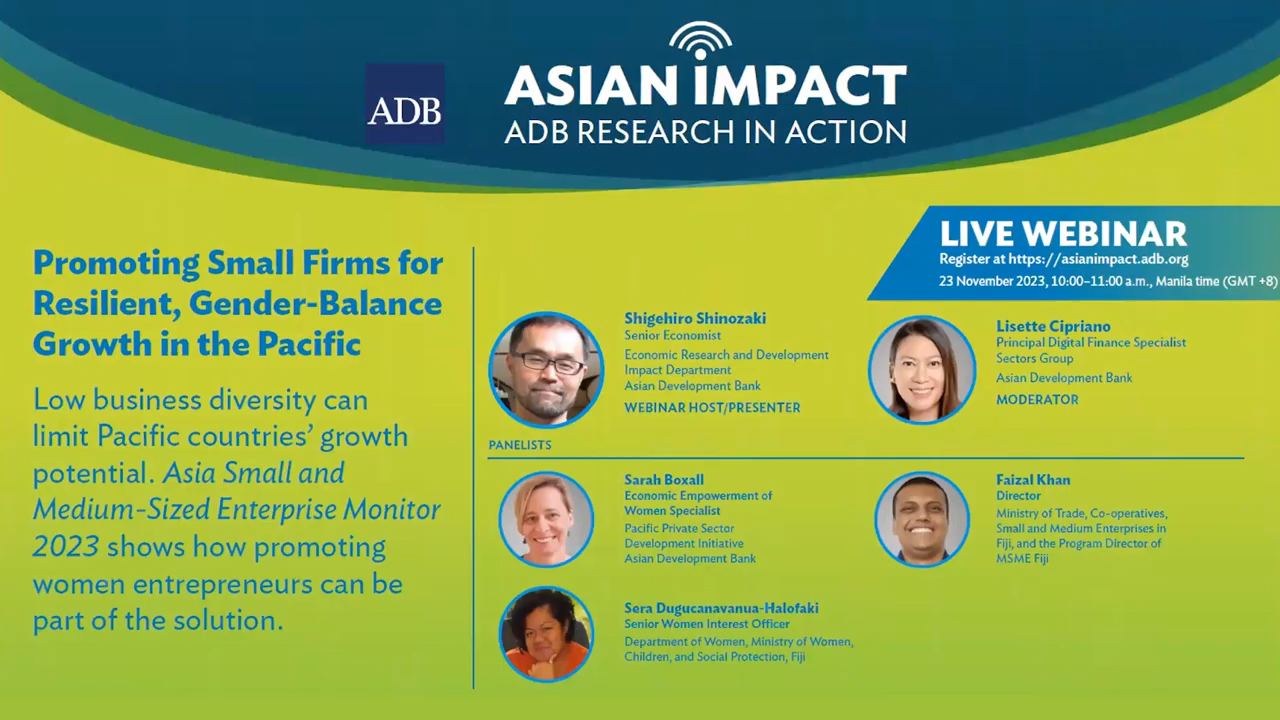 ADB
ASIAN IMPACT
ADB RESEARCH IN ACTION
LIVE WEBINAR
Register at https://asianimpact.adb.org
23 November 2023, 10:00–11:00 a.m., Manila time (GMT +8)
Promoting Small Firms for
Resilient, Gender-Balance
Growth in the Pacific
Low business diversity can
limit Pacific countries’ growth
potential. Asia Small and
Medium-Sized Enterprise Monitor
2023 shows how promoting
women entrepreneurs can be
part of the solution.
Shigehiro Shinozaki
Senior Economist
Economic Research and Development
Impact Department
Asian Development Bank
WEBINAR HOST/PRESENTER
Lisette Cipriano
Principal Digital Finance Specialist
Sectors Group
Asian Development Bank
MODERATOR
PANELISTS
Sarah Boxall
Economic Empowerment of
Women Specialist
Pacific Private Sector
Development Initiative
Asian Development Bank
Faizal Khan
Director
Ministry of Trade, Co-operatives,
Small and Medium Enterprises in
Fiji, and the Program Director of
MSME Fiji
Sera Dugucanavanua-Halofaki
Senior Women Interest Officer
Department of Women, Ministry of Women,
Children, and Social Protection, Fiji